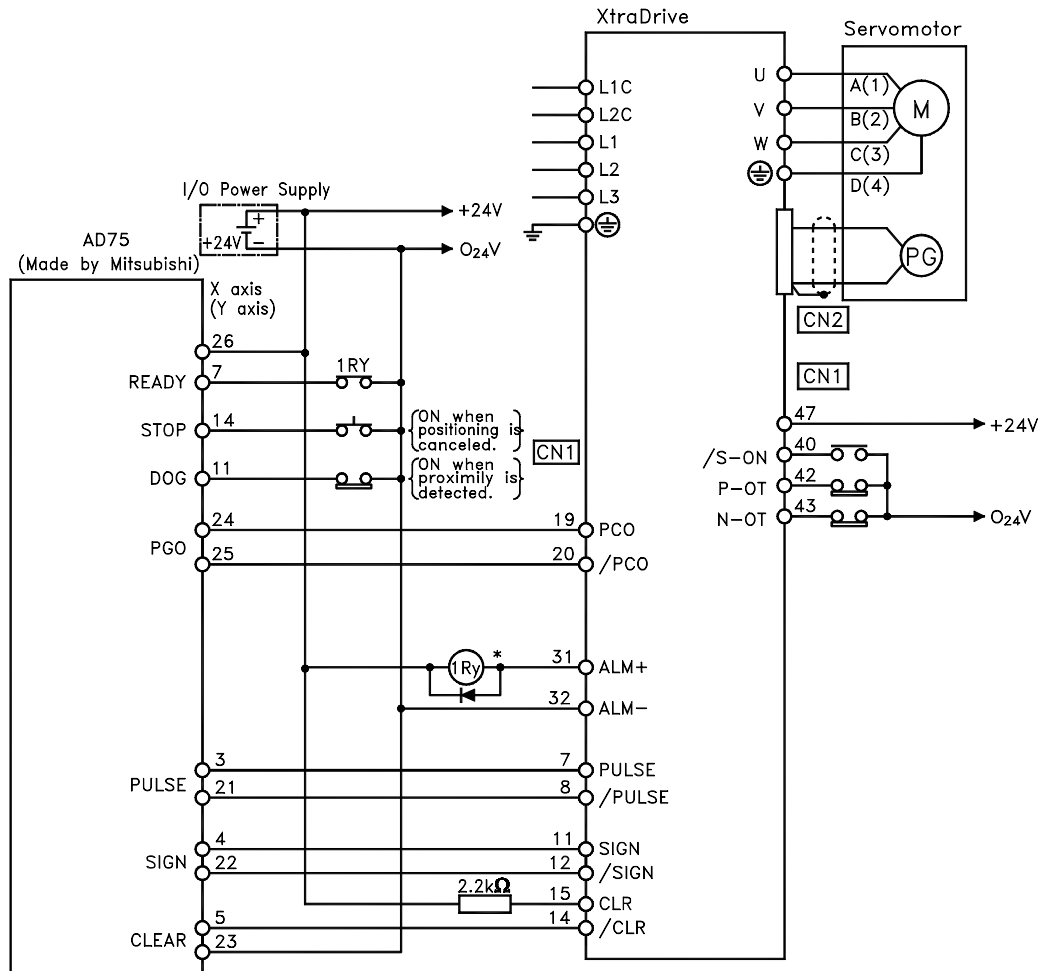 XtraDrive
Servomotor
L1C
L2C
L1
L2
L3
U
V
W
A(1)
B(2)
C(3)
D(4)
M
PG
CN2
CN1
I/O Power Supply
+
+24V
−
+24V
O24V
AD75
(Made by Mitsubishi)
X axis
(Y axis)
26
READY
7
1RY
STOP
14
ON when
positioning is
canceled.
DOG
11
ON when
proximily is
detected.
CN1
47
+24V
/S-ON
40
P-OT
42
N-OT
43
O24V
PGO
24
19
PCO
25
20
/PCO
1Ry
*
31
ALM+
32
ALM−
PULSE
3
7
PULSE
21
8
/PULSE
SIGN
4
11
SIGN
22
12
/SIGN
2.2kΩ
15
CLR
CLEAR
5
14
/CLR
23